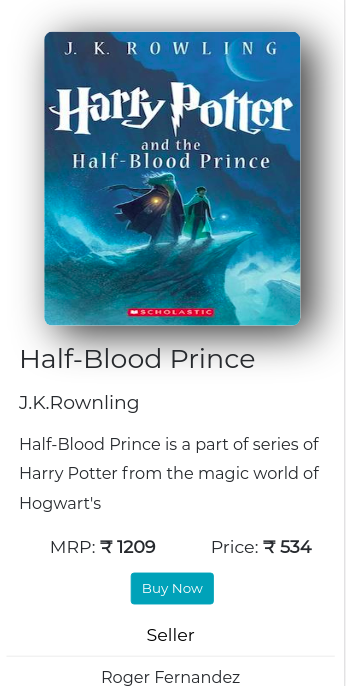 J. K. ROWLING
Harry Potter
and the
Half-Blood Prince
SCHOLASTIC
Half-Blood Prince
J.K.Rownling
Half-Blood Prince is a part of series of
Harry Potter from the magic world of
Hogwart's
MRP: ₹ 1209 Price: ₹ 534
Buy Now
Seller
Roger Fernandez